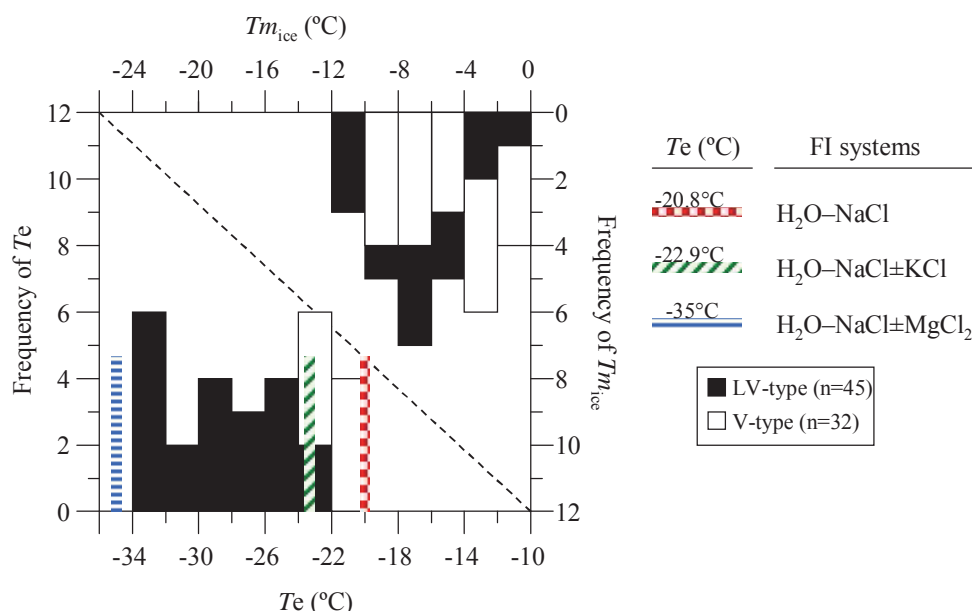 Tm_ice (ºC)
-24 -20 -16 -12 -8 -4 0
12 10 8 6 4 2 0
Frequency of Te
0 2 4 6 8 10 12
Frequency of Tm_ice
-34 -30 -26 -22 -18 -14 -10
Te (ºC)
Te (ºC) FI systems
-20.8°C H₂O–NaCl
-22.9°C H₂O–NaCl±KCl
-35°C H₂O–NaCl±MgCl₂
LV-type (n=45)
V-type (n=32)